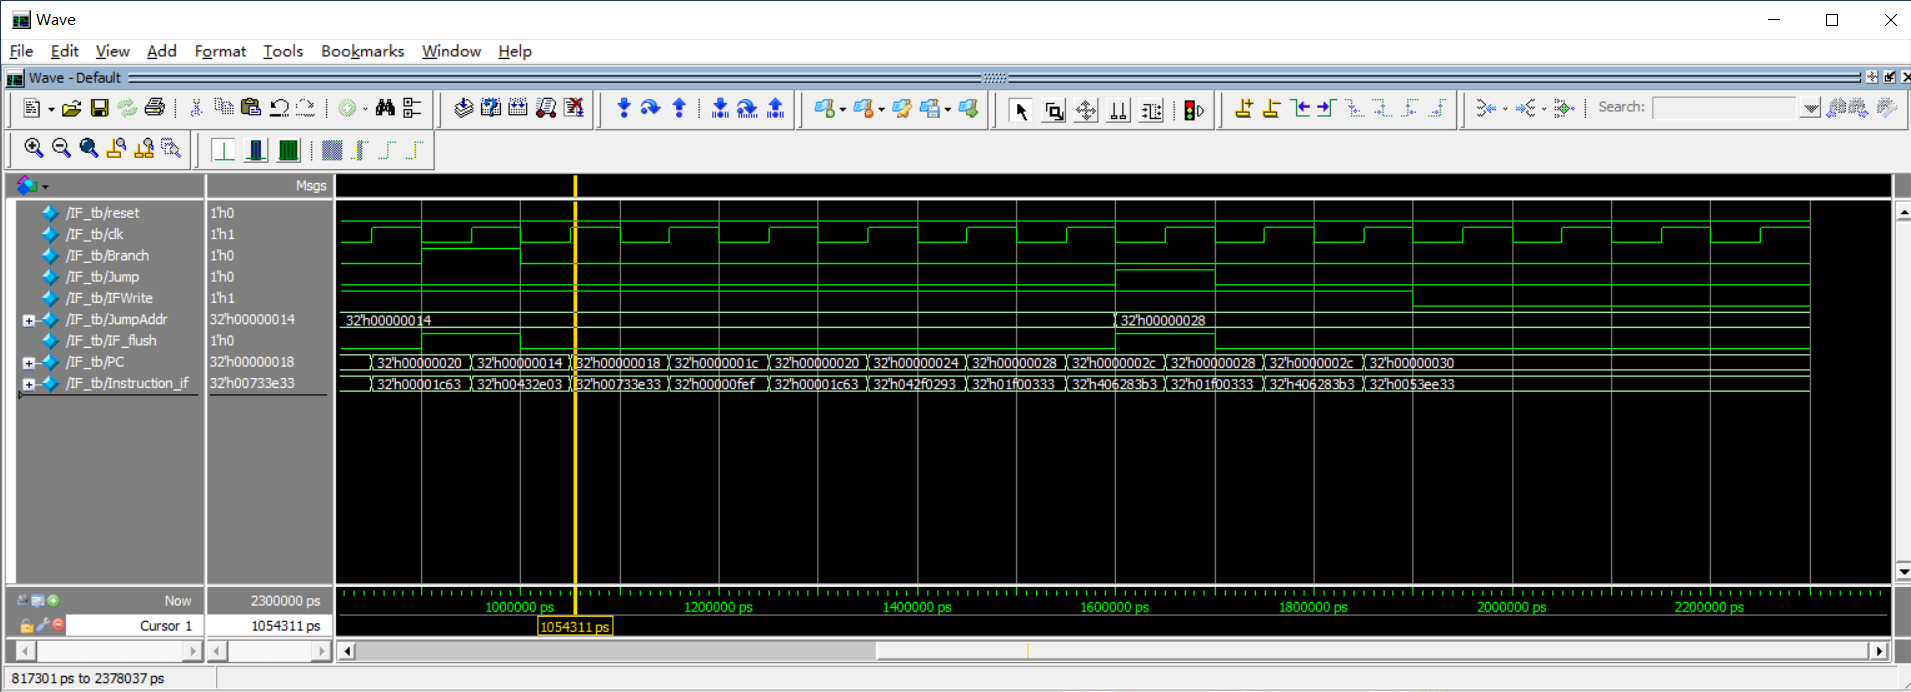 Wave
File Edit View Add Format Tools Bookmarks Window Help
Wave - Default
Search:
Msgs
/IF_tb/reset 1'h0
/IF_tb/clk 1'h1
/IF_tb/Branch 1'h0
/IF_tb/Jump 1'h0
/IF_tb/IFWrite 1'h1
/IF_tb/JumpAddr 32'h00000014 32'h00000014 32'h00000028
/IF_tb/IF_flush 1'h0
/IF_tb/PC 32'h00000018 32'h00000020 32'h00000014 32'h00000018 32'h0000001c 32'h00000020 32'h00000024 32'h00000028 32'h0000002c 32'h00000028 32'h0000002c 32'h00000030
/IF_tb/Instruction_if 32'h00733e33 32'h00001c63 32'h00432e03 32'h00733e33 32'h00000fef 32'h00001c63 32'h042f0293 32'h01f00333 32'h406283b3 32'h01f00333 32'h406283b3 32'h0053ee33
Now 2300000 ps 1000000 ps 1200000 ps 1400000 ps 1600000 ps 1800000 ps 2000000 ps 2200000 ps
Cursor 1 1054311 ps 1054311 ps
817301 ps to 2378037 ps